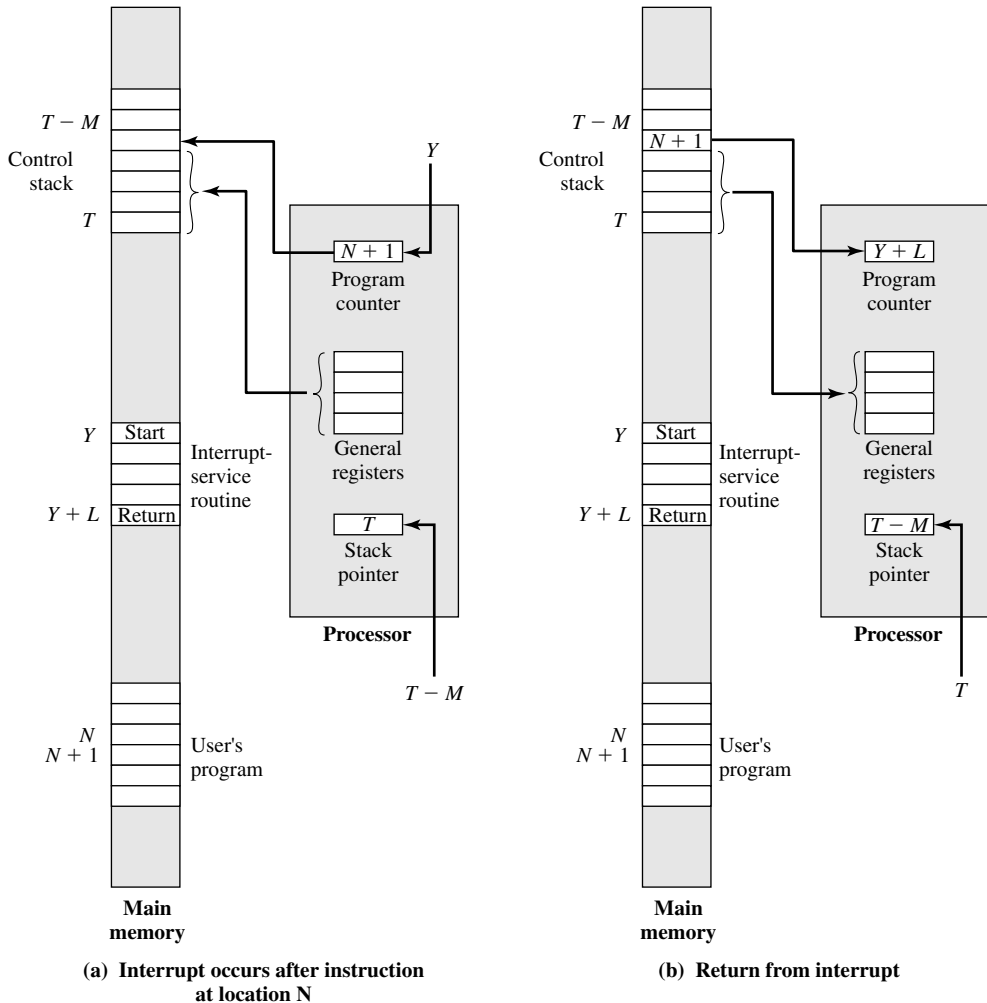 T − M
Control
stack
T
Y
N + 1
Program
counter
General
registers
Y
Start
Interrupt-
service
routine
Y + L
Return
T
Stack
pointer
Processor
T − M
N
N + 1
User's
program
Main
memory
(a) Interrupt occurs after instruction
at location N
T − M
N + 1
Control
stack
T
Y + L
Program
counter
General
registers
Y
Start
Interrupt-
service
routine
Y + L
Return
T − M
Stack
pointer
Processor
T
N
N + 1
User's
program
Main
memory
(b) Return from interrupt